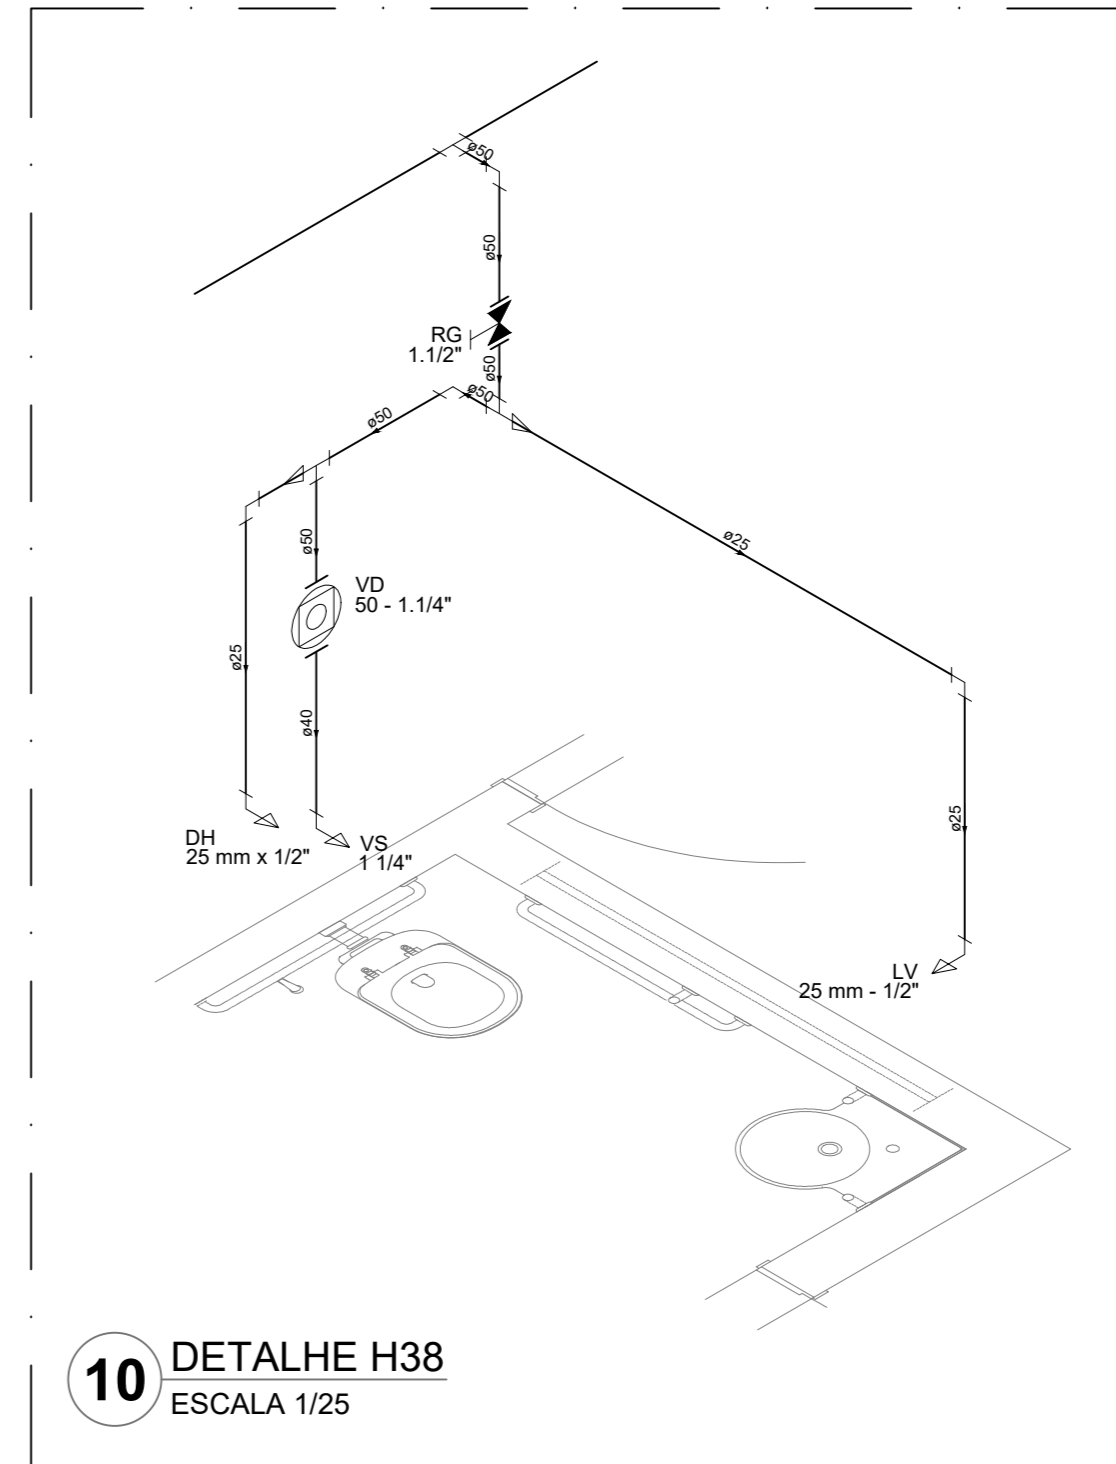 ø50
ø50
RG
1.1/2"
ø50
ø50
ø50
ø50
ø25
VD
50 - 1.1/4"
ø25
ø40
ø25
DH
25 mm x 1/2"
VS
1 1/4"
LV
25 mm - 1/2"
10
DETALHE H38
ESCALA 1/25